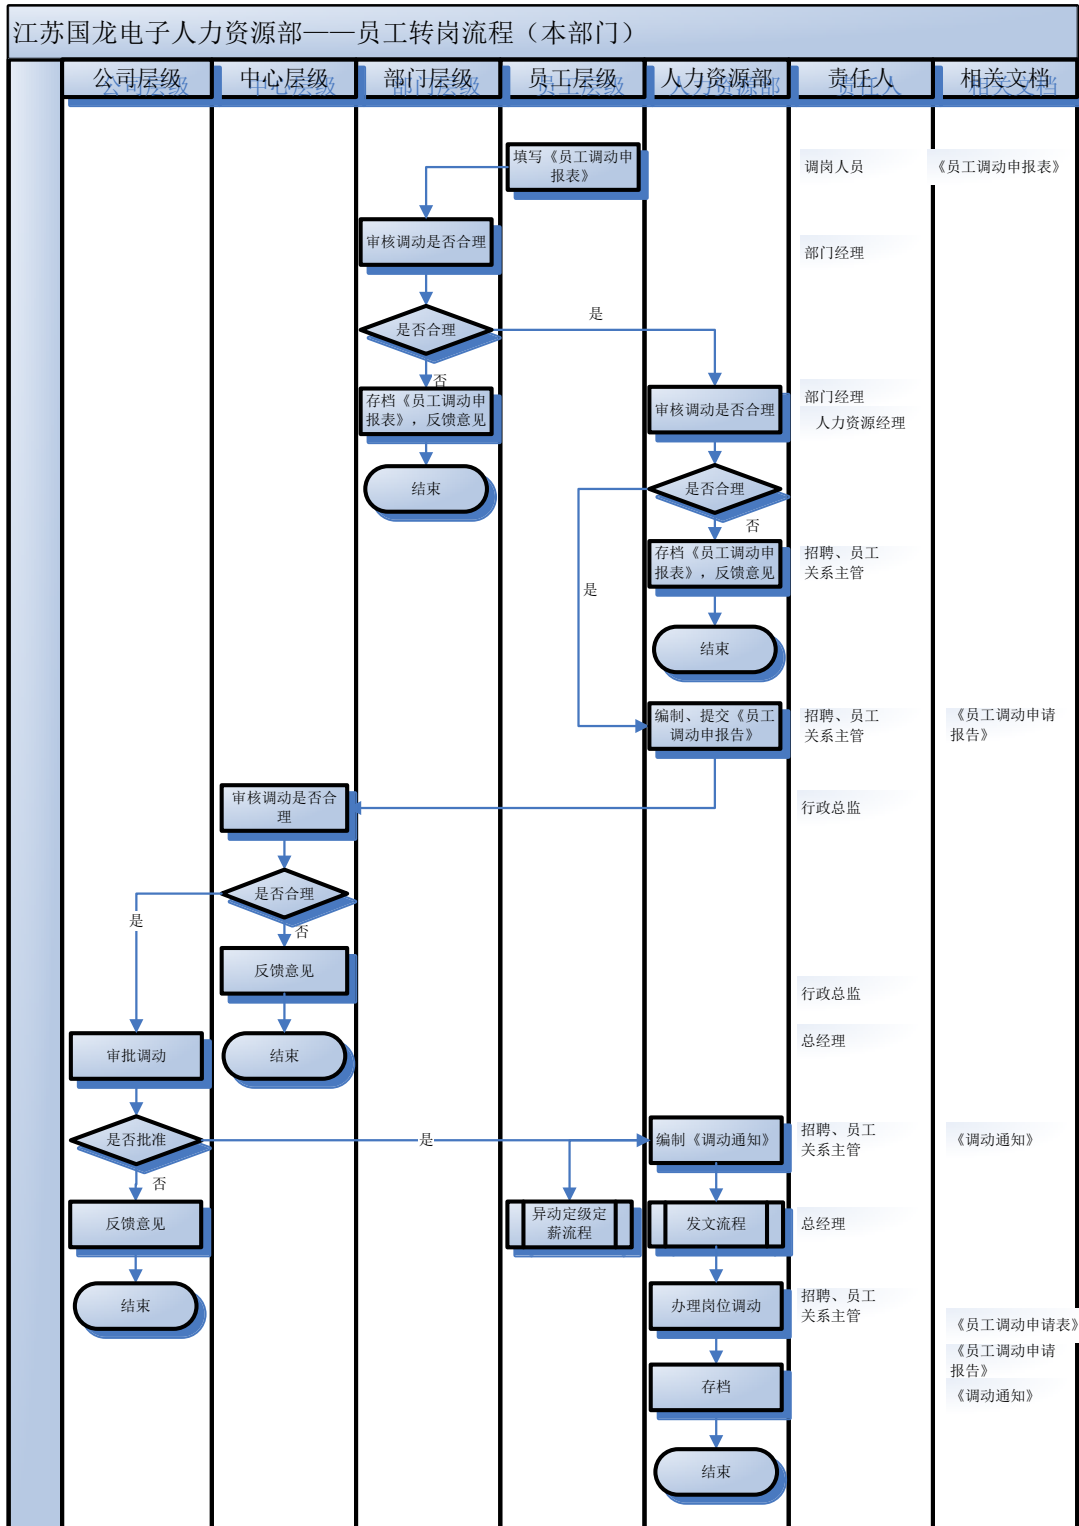 江苏国龙电子人力资源部——员工转岗流程（本部门）
公司层级 中心层级 部门层级 员工层级 人力资源部 责任人 相关文档
填写《员工调动申
报表》
调岗人员
《员工调动申报表》
审核调动是否合理
部门经理
是否合理
是
否
存档《员工调动申
报表》，反馈意见
结束
审核调动是否合理
部门经理
人力资源经理
是否合理
否
是
存档《员工调动申
报表》，反馈意见
招聘、员工
关系主管
结束
编制、提交《员工
调动申报告》
招聘、员工
关系主管
《员工调动申请
报告》
审核调动是否合
理
行政总监
是否合理
是
否
反馈意见
行政总监
结束
审批调动
总经理
是否批准
是
否
编制《调动通知》
招聘、员工
关系主管
《调动通知》
反馈意见
异动定级定
薪流程
发文流程
总经理
结束
办理岗位调动
招聘、员工
关系主管
《员工调动申请表》
《员工调动申请
报告》
《调动通知》
存档
结束